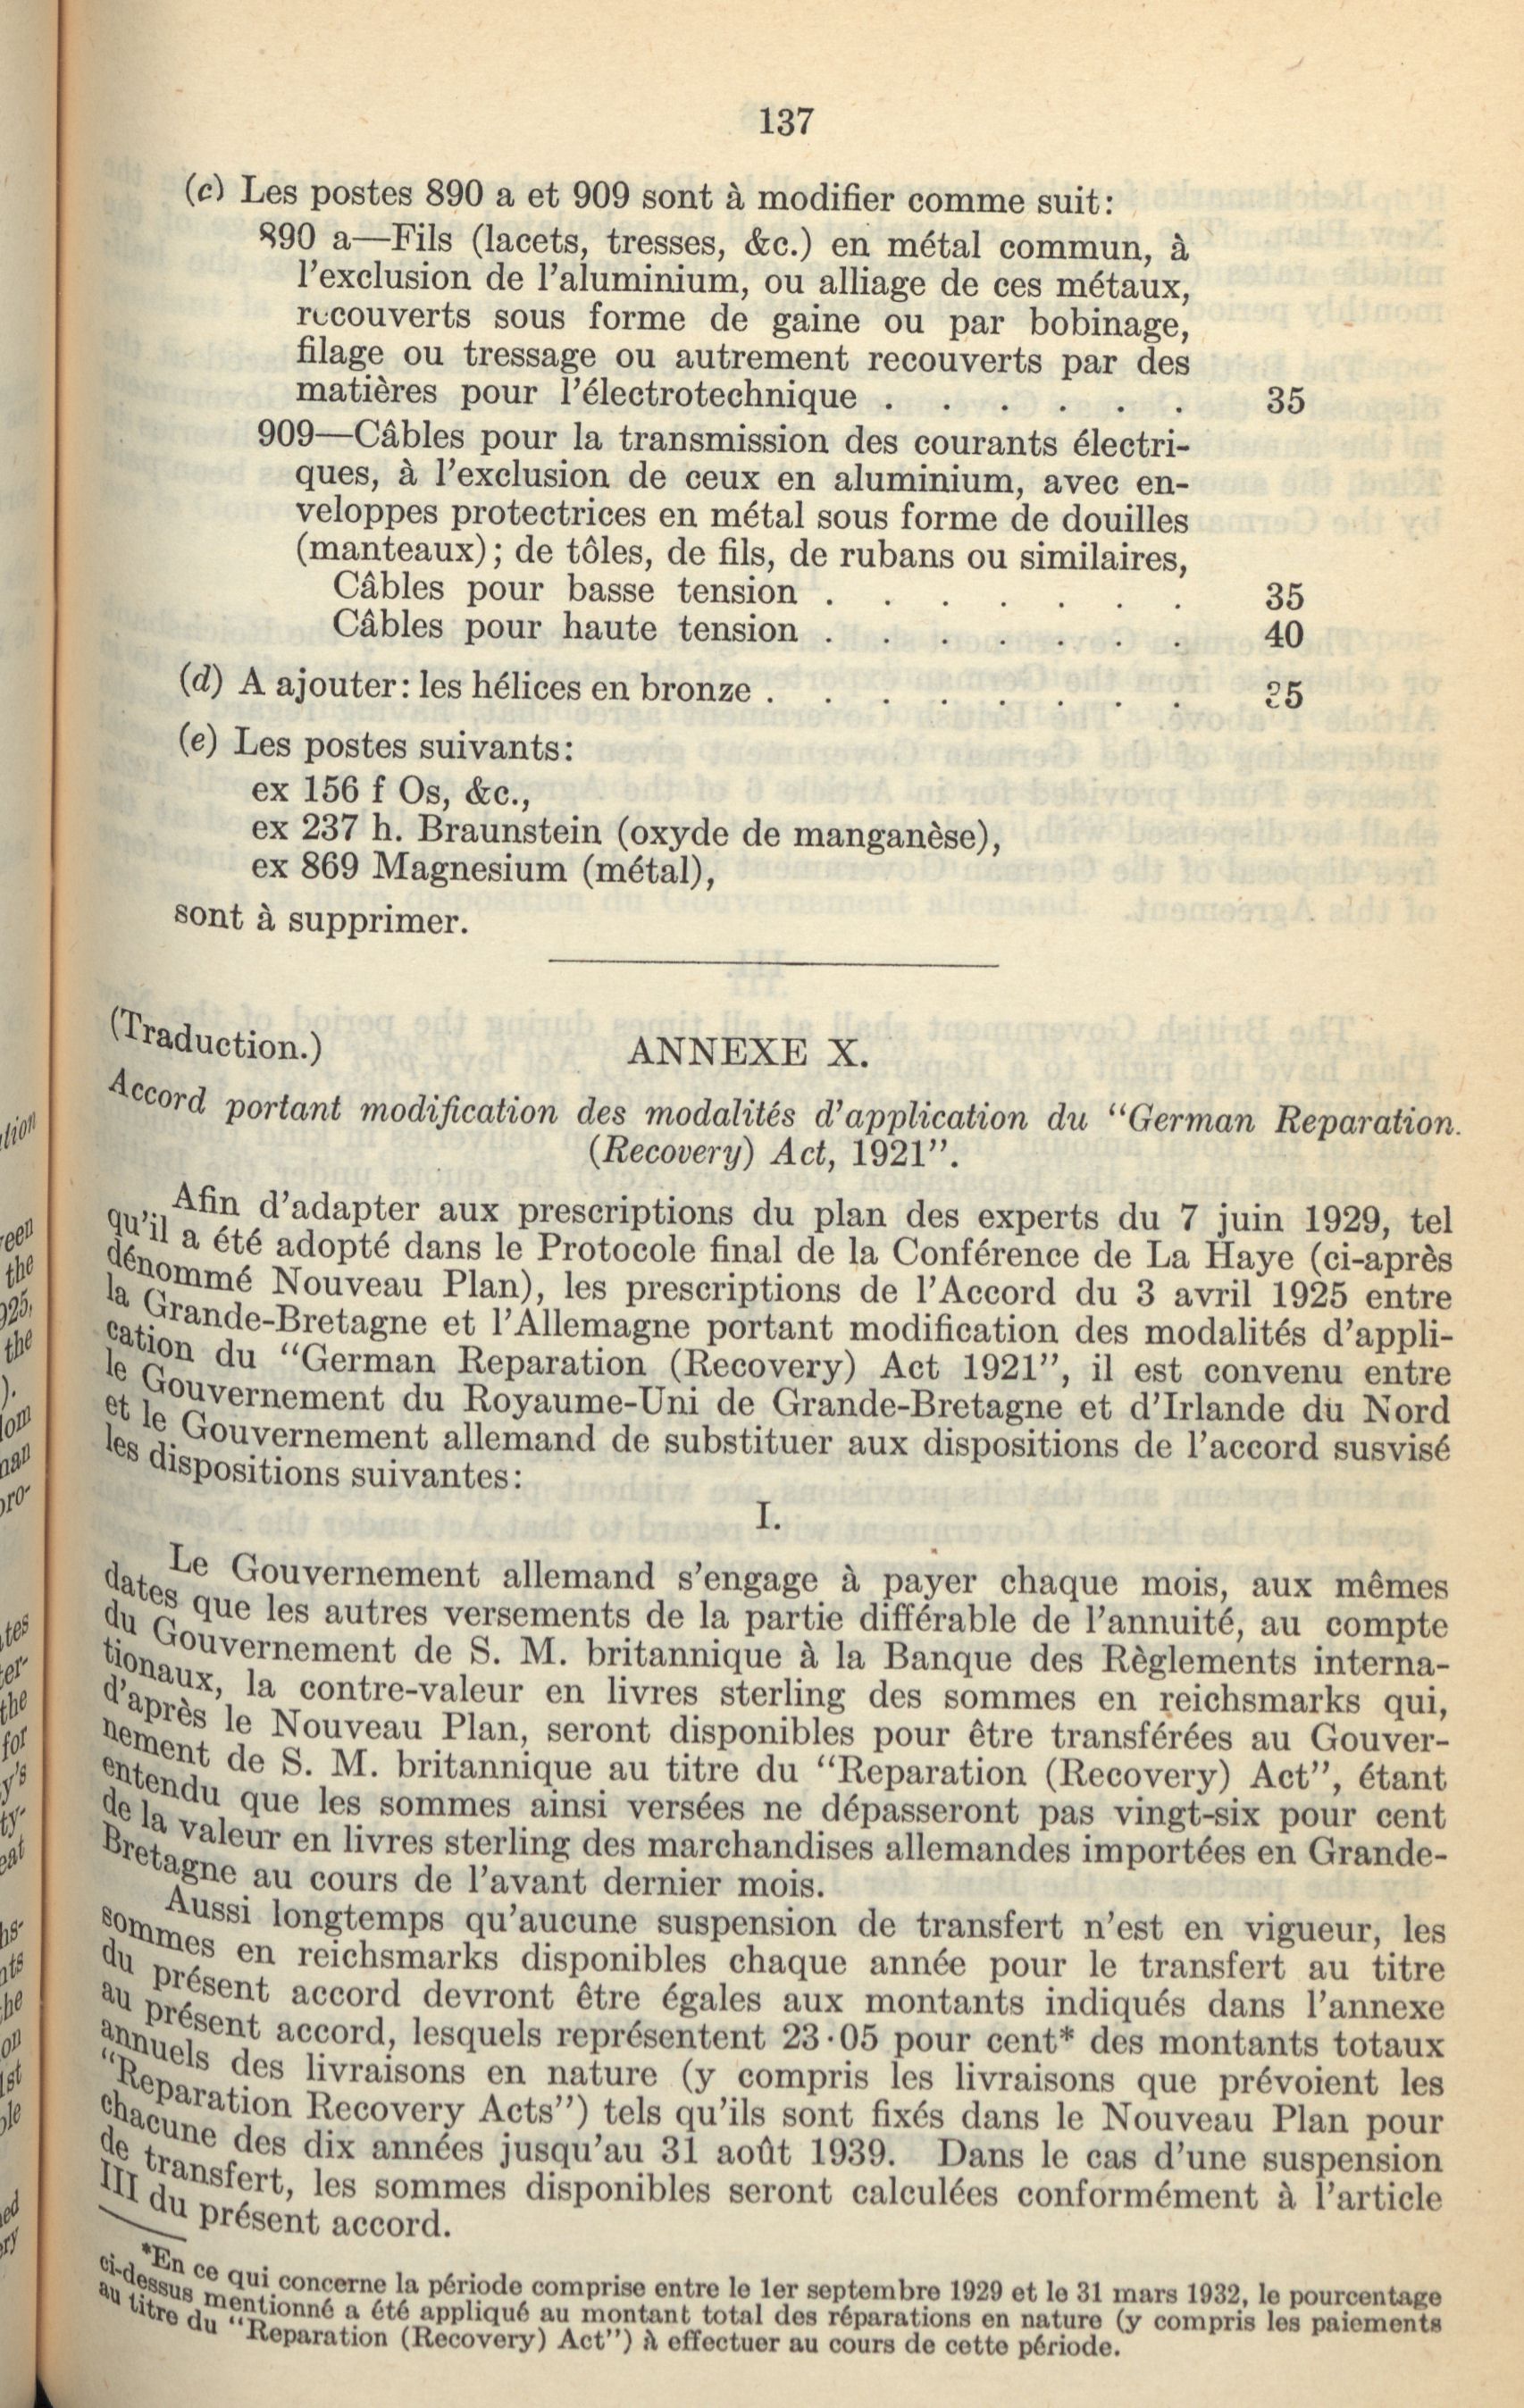 137
(c) Les postes 890 a et 909 sont à modifier comme suit:
890 a—Fils (lacets, tresses, &c.) en métal commun, à
l'exclusion de l'aluminium, ou alliage de ces métaux,
recouverts sous forme de gaine ou par bobinage,
filage ou tressage ou autrement recouverts par des
matières pour l'électrotechnique . . . . . . 35
909—Câbles pour la transmission des courants électri-
ques, à l'exclusion de ceux en aluminium, avec en-
veloppes protectrices en métal sous forme de douilles
(manteaux); de tôles, de fils, de rubans ou similaires,
Câbles pour basse tension . . . . . . . 35
Câbles pour haute tension . . . . . . . 40
(d) A ajouter: les hélices en bronze . . . . . . . . 25
(e) Les postes suivants:
ex 156 f Os, &c.,
ex 237 h. Braunstein (oxyde de manganèse),
ex 869 Magnesium (métal),
sont à supprimer.
(Traduction.)
ANNEXE X.
Accord portant modification des modalités d'application du "German Reparation.
(Recovery) Act, 1921".
Afin d'adapter aux prescriptions du plan des experts du 7 juin 1929, tel
qu'il a été adopté dans le Protocole final de la Conférence de La Haye (ci-après
dénommé Nouveau Plan), les prescriptions de l'Accord du 3 avril 1925 entre
la Grande-Bretagne et l'Allemagne portant modification des modalités d'appli-
cation du "German Reparation (Recovery) Act 1921", il est convenu entre
le Gouvernement du Royaume-Uni de Grande-Bretagne et d'Irlande du Nord
et le Gouvernement allemand de substituer aux dispositions de l'accord susvisé
les dispositions suivantes:
I.
Le Gouvernement allemand s'engage à payer chaque mois, aux mêmes
dates que les autres versements de la partie différable de l'annuité, au compte
du Gouvernement de S. M. britannique à la Banque des Règlements interna-
tionaux, la contre-valeur en livres sterling des sommes en reichsmarks qui,
d'après le Nouveau Plan, seront disponibles pour être transférées au Gouver-
nement de S. M. britannique au titre du "Reparation (Recovery) Act", étant
entendu que les sommes ainsi versées ne dépasseront pas vingt-six pour cent
de la valeur en livres sterling des marchandises allemandes importées en Grande-
Bretagne au cours de l'avant dernier mois.
Aussi longtemps qu'aucune suspension de transfert n'est en vigueur, les
sommes en reichsmarks disponibles chaque année pour le transfert au titre
du présent accord devront être égales aux montants indiqués dans l'annexe
au présent accord, lesquels représentent 23·05 pour cent* des montants totaux
annuels des livraisons en nature (y compris les livraisons que prévoient les
"Reparation Recovery Acts") tels qu'ils sont fixés dans le Nouveau Plan pour
chacune des dix années jusqu'au 31 août 1939. Dans le cas d'une suspension
de transfert, les sommes disponibles seront calculées conformément à l'article
III du présent accord.
*En ce qui concerne la période comprise entre le 1er septembre 1929 et le 31 mars 1932, le pourcentage
ci-dessus mentionné a été appliqué au montant total des réparations en nature (y compris les paiements
au titre du "Reparation (Recovery) Act") à effectuer au cours de cette période.